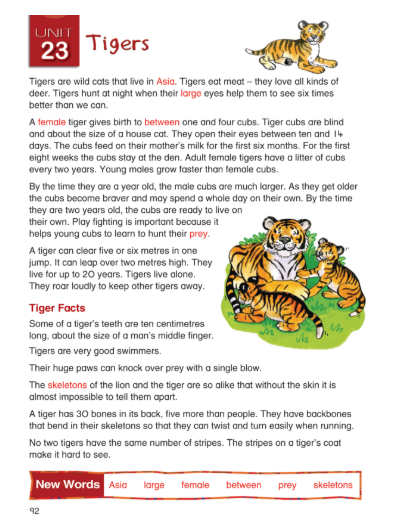 UNIT
23
Tigers
Tigers are wild cats that live in Asia. Tigers eat meat – they love all kinds of
deer. Tigers hunt at night when their large eyes help them to see six times
better than we can.
A female tiger gives birth to between one and four cubs. Tiger cubs are blind
and about the size of a house cat. They open their eyes between ten and 14
days. The cubs feed on their mother's milk for the first six months. For the first
eight weeks the cubs stay at the den. Adult female tigers have a litter of cubs
every two years. Young males grow faster than female cubs.
By the time they are a year old, the male cubs are much larger. As they get older
the cubs become braver and may spend a whole day on their own. By the time
they are two years old, the cubs are ready to live on
their own. Play fighting is important because it
helps young cubs to learn to hunt their prey.
A tiger can clear five or six metres in one
jump. It can leap over two metres high. They
live for up to 20 years. Tigers live alone.
They roar loudly to keep other tigers away.
Tiger Facts
Some of a tiger's teeth are ten centimetres
long, about the size of a man's middle finger.
Tigers are very good swimmers.
Their huge paws can knock over prey with a single blow.
The skeletons of the lion and the tiger are so alike that without the skin it is
almost impossible to tell them apart.
A tiger has 30 bones in its back, five more than people. They have backbones
that bend in their skeletons so that they can twist and turn easily when running.
No two tigers have the same number of stripes. The stripes on a tiger's coat
make it hard to see.
New Words Asia large female between prey skeletons
92